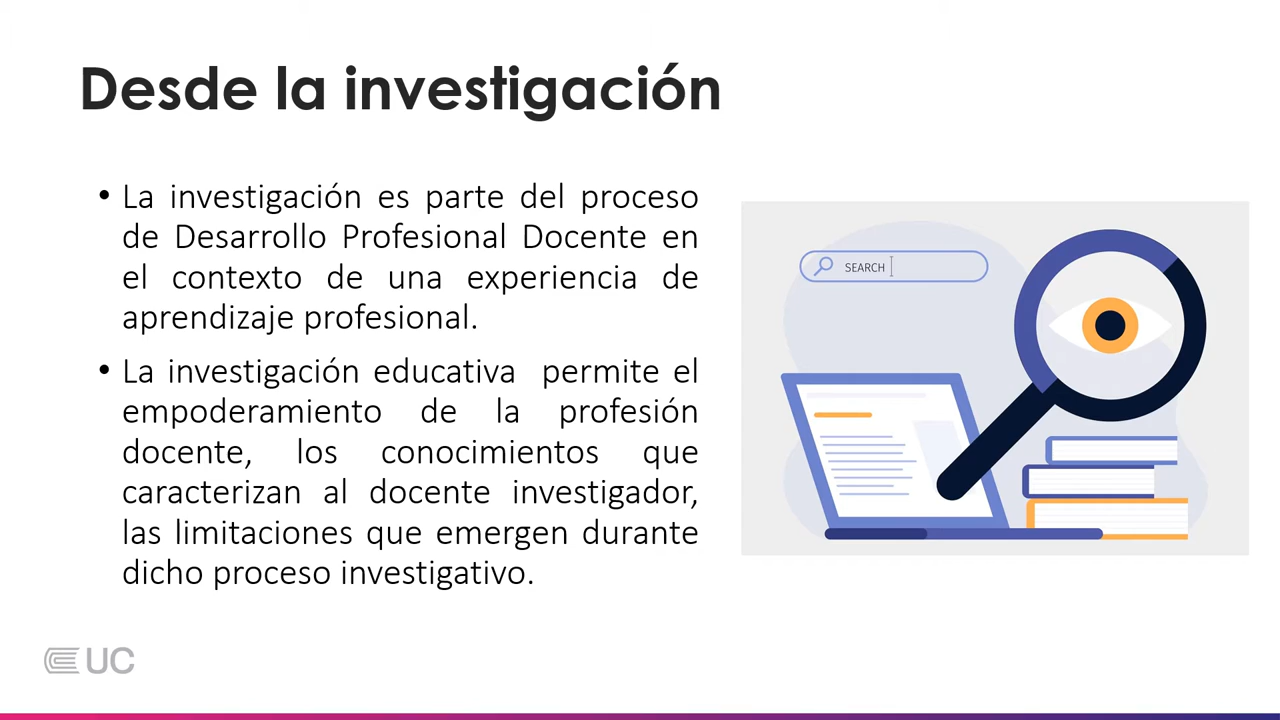 Desde la investigación
• La investigación es parte del proceso
de Desarrollo Profesional Docente en
el contexto de una experiencia de
aprendizaje profesional.
• La investigación educativa  permite el
empoderamiento de la profesión
docente, los conocimientos que
caracterizan al docente investigador,
las limitaciones que emergen durante
dicho proceso investigativo.
SEARCH
UC